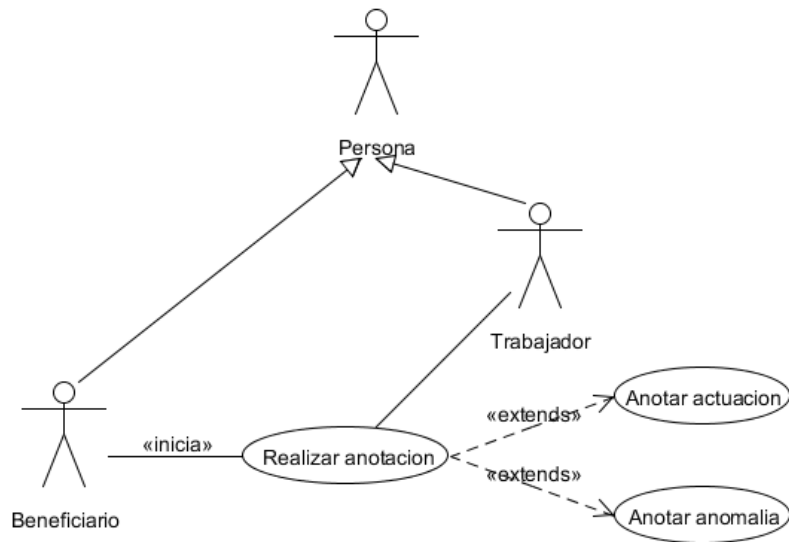 Persona
Trabajador
Anotar actuacion
«extends»
«inicia»
Realizar anotacion
«extends»
Beneficiario
Anotar anomalia